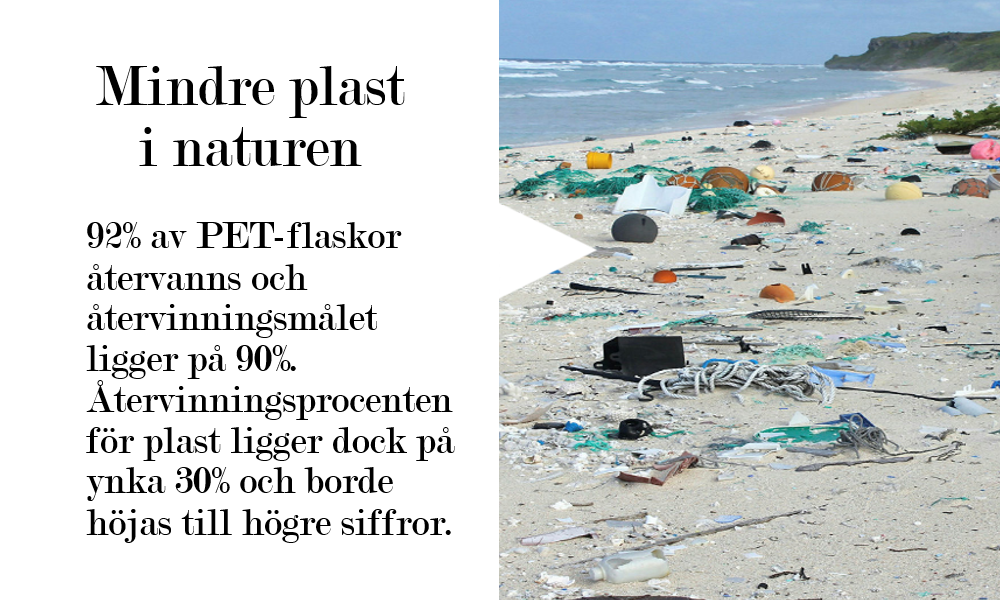 Mindre plast
i naturen
92% av PET-flaskor
återvanns och
återvinningsmålet
ligger på 90%.
Återvinningsprocenten
för plast ligger dock på
ynka 30% och borde
höjas till högre siffror.